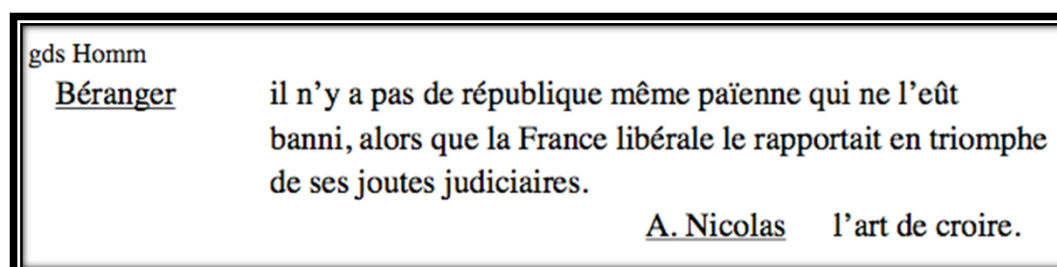 gds Homm
Béranger il n’y a pas de république même païenne qui ne l’eût
banni, alors que la France libérale le rapportait en triomphe
de ses joutes judiciaires.
A. Nicolas l’art de croire.